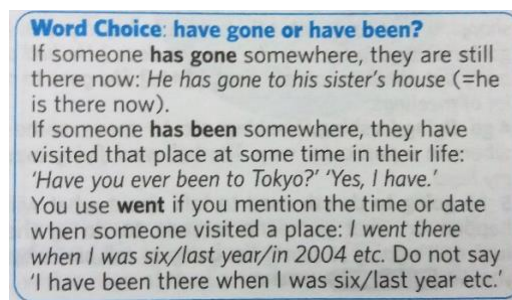 Word Choice: have gone or have been?
If someone has gone somewhere, they are still
there now: He has gone to his sister's house (=he
is there now).
If someone has been somewhere, they have
visited that place at some time in their life:
'Have you ever been to Tokyo?' 'Yes, I have.'
You use went if you mention the time or date
when someone visited a place: I went there
when I was six/last year/in 2004 etc. Do not say
'I have been there when I was six/last year etc.'